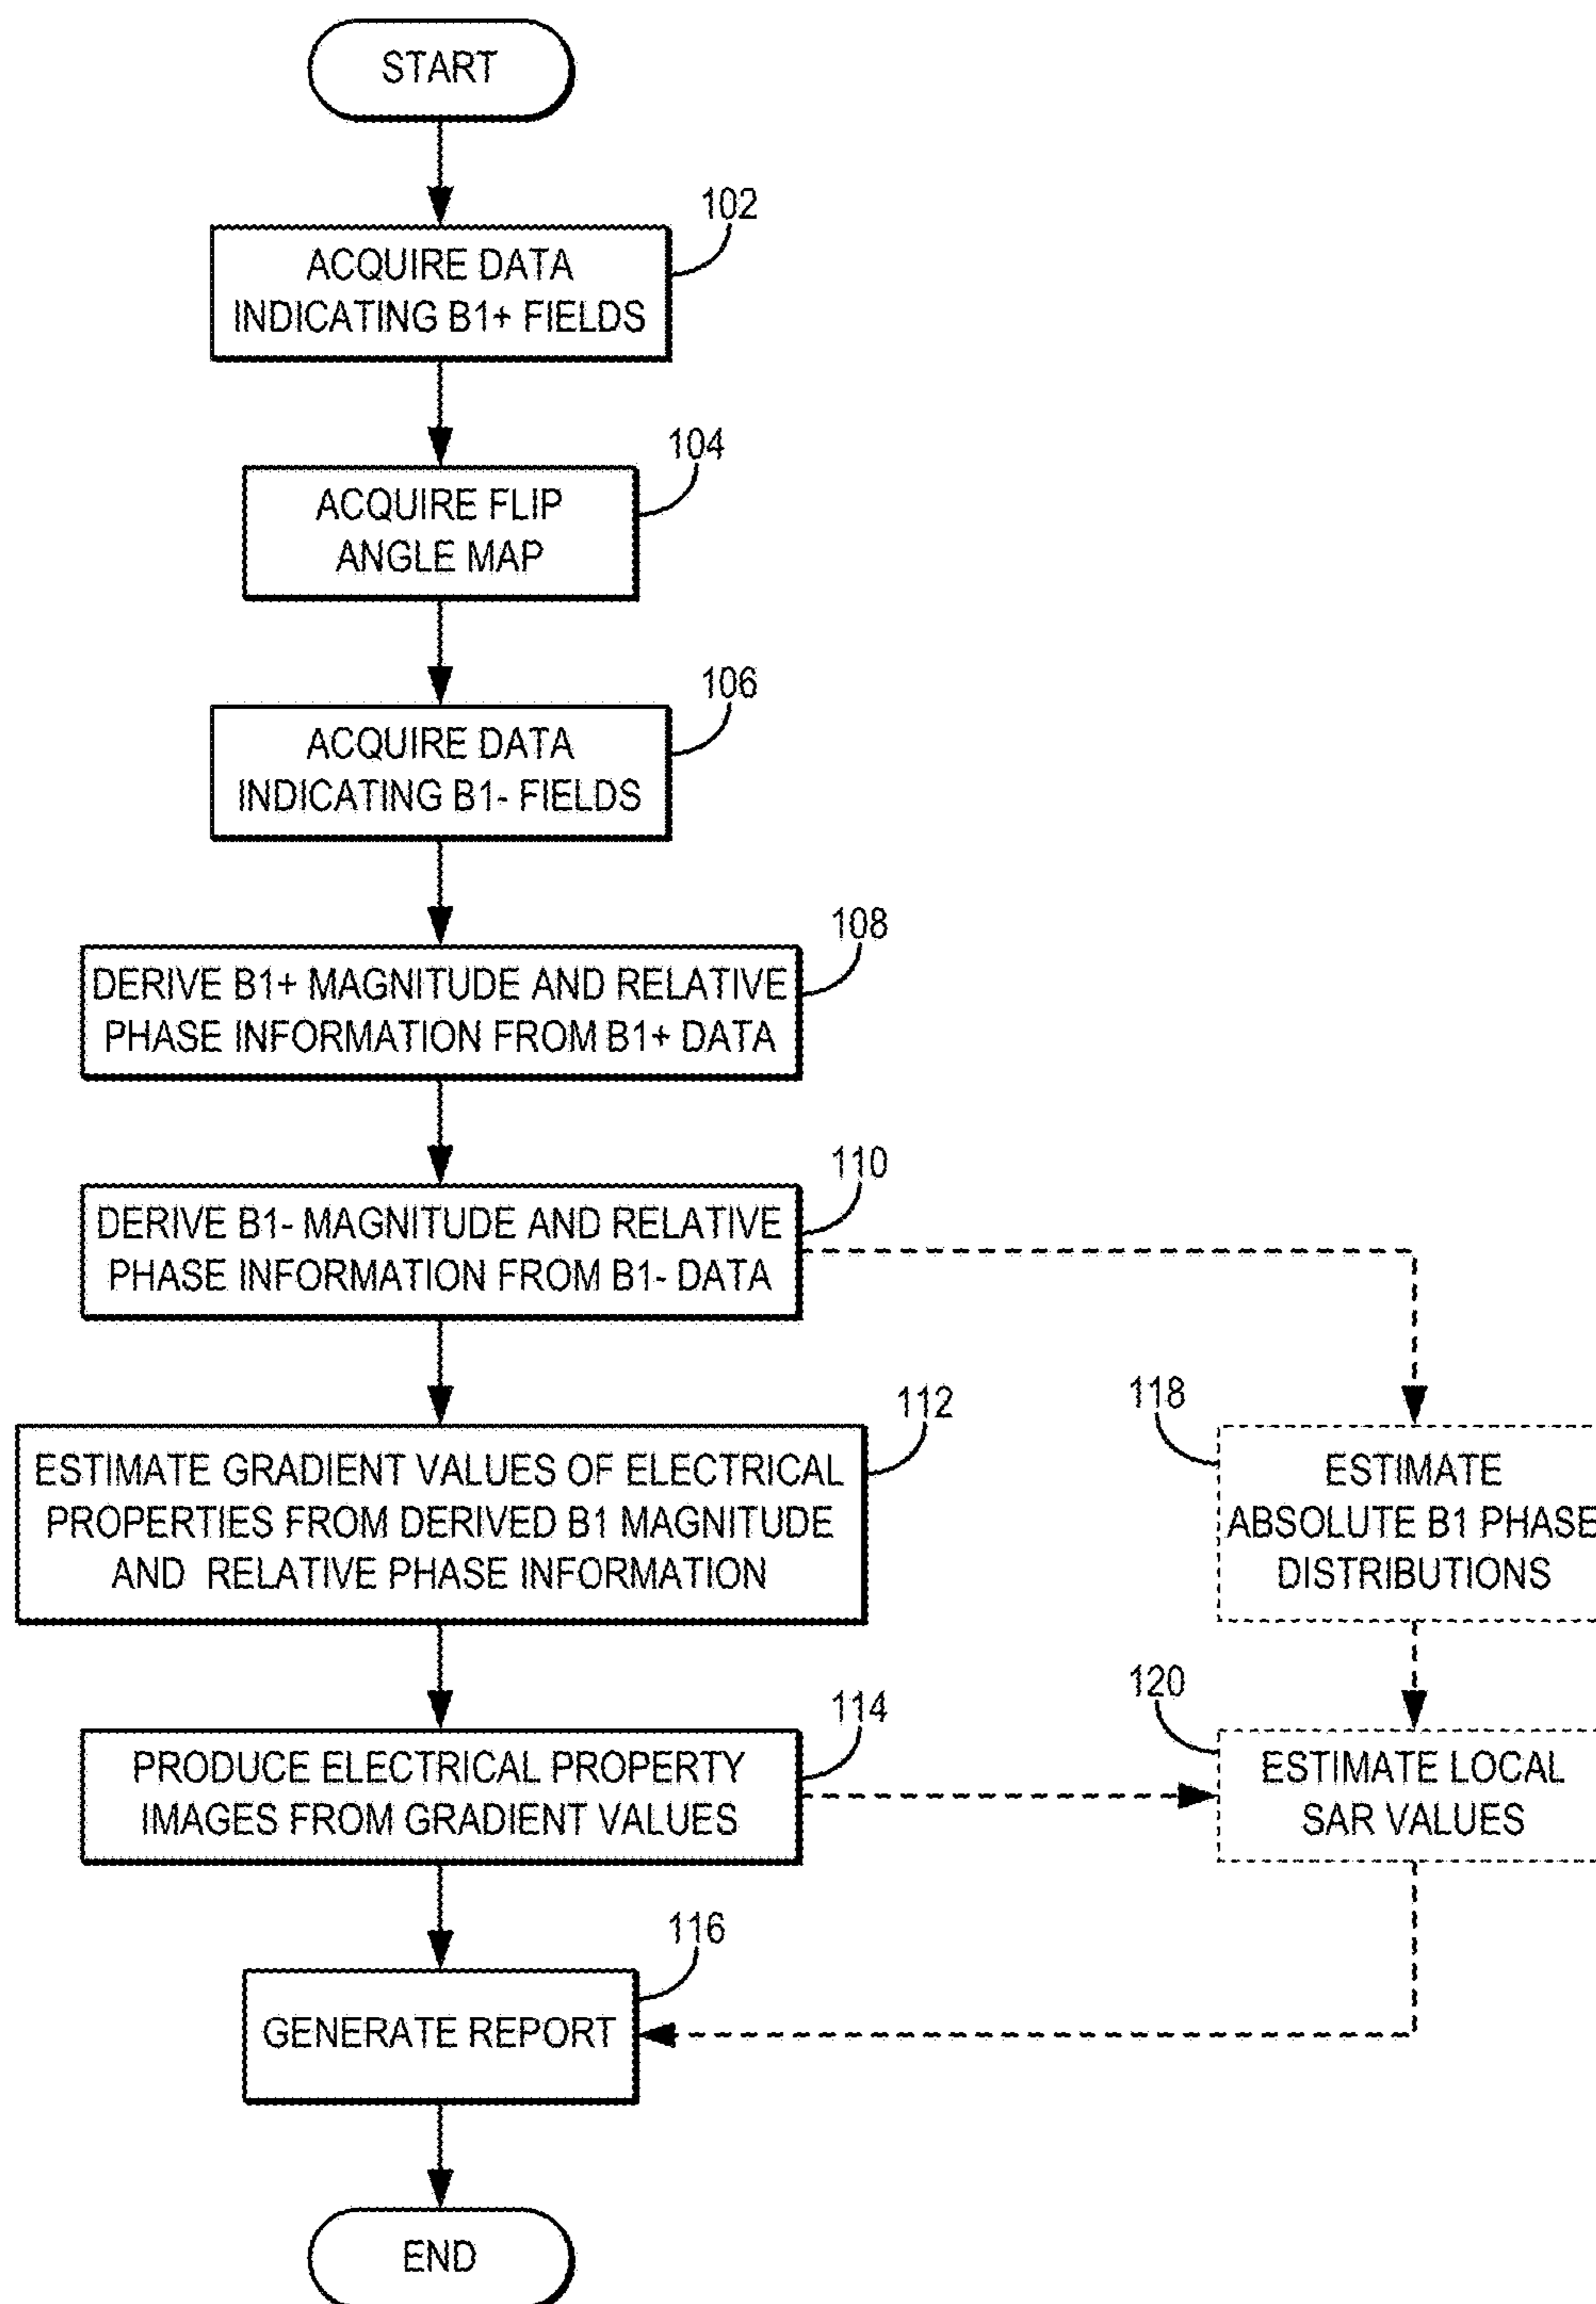 START
102
ACQUIRE DATA
INDICATING B1+ FIELDS
104
ACQUIRE FLIP
ANGLE MAP
106
ACQUIRE DATA
INDICATING B1- FIELDS
108
DERIVE B1+ MAGNITUDE AND RELATIVE
PHASE INFORMATION FROM B1+ DATA
110
DERIVE B1- MAGNITUDE AND RELATIVE
PHASE INFORMATION FROM B1- DATA
112
ESTIMATE GRADIENT VALUES OF ELECTRICAL
PROPERTIES FROM DERIVED B1 MAGNITUDE
AND RELATIVE PHASE INFORMATION
118
ESTIMATE
ABSOLUTE B1 PHASE
DISTRIBUTIONS
114
PRODUCE ELECTRICAL PROPERTY
IMAGES FROM GRADIENT VALUES
120
ESTIMATE LOCAL
SAR VALUES
116
GENERATE REPORT
END